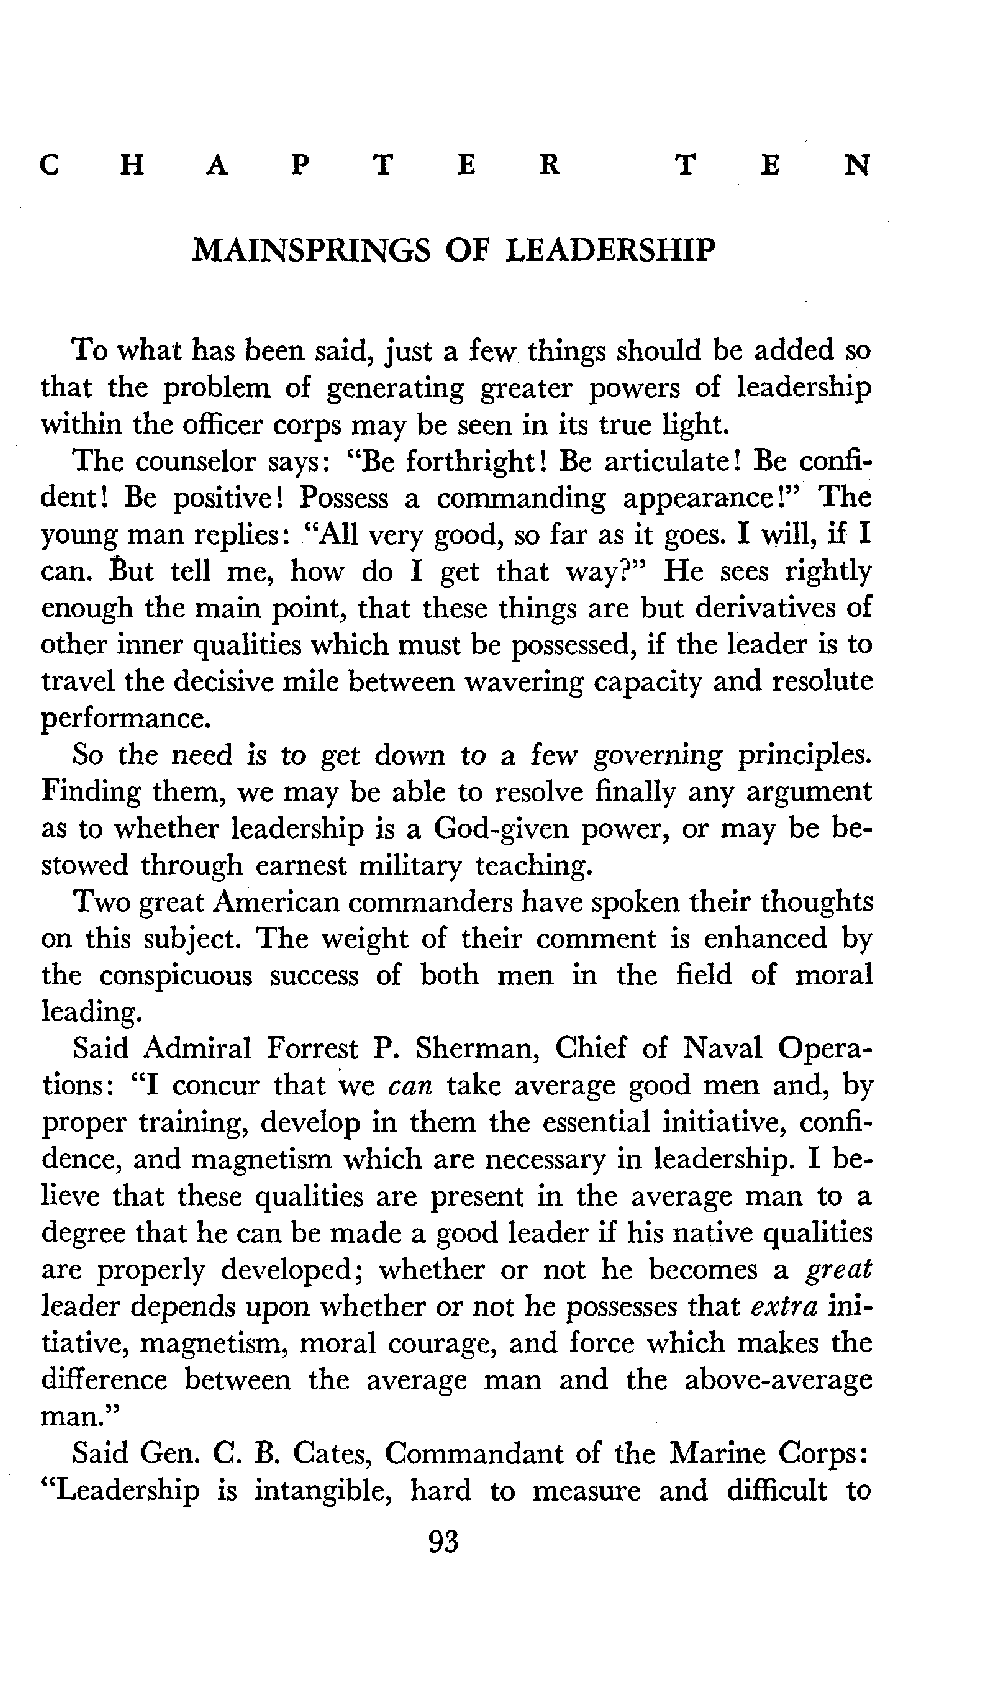 CHAPTER TEN
MAINSPRINGS OF LEADERSHIP
To what has been said, just a few things should be added so
that the problem of generating greater powers of leadership
within the officer corps may be seen in its true light.
The counselor says: “Be forthright! Be articulate! Be confi-
dent! Be positive! Possess a commanding appearance!” The
young man replies: “All very good, so far as it goes. I will, if I
can. But tell me, how do I get that way?” He sees rightly
enough the main point, that these things are but derivatives of
other inner qualities which must be possessed, if the leader is to
travel the decisive mile between wavering capacity and resolute
performance.
So the need is to get down to a few governing principles.
Finding them, we may be able to resolve finally any argument
as to whether leadership is a God-given power, or may be be-
stowed through earnest military teaching.
Two great American commanders have spoken their thoughts
on this subject. The weight of their comment is enhanced by
the conspicuous success of both men in the field of moral
leading.
Said Admiral Forrest P. Sherman, Chief of Naval Opera-
tions: “I concur that we can take average good men and, by
proper training, develop in them the essential initiative, confi-
dence, and magnetism which are necessary in leadership. I be-
lieve that these qualities are present in the average man to a
degree that he can be made a good leader if his native qualities
are properly developed; whether or not he becomes a great
leader depends upon whether or not he possesses that extra ini-
tiative, magnetism, moral courage, and force which makes the
difference between the average man and the above-average
man.”
Said Gen. C. B. Cates, Commandant of the Marine Corps:
“Leadership is intangible, hard to measure and difficult to
93